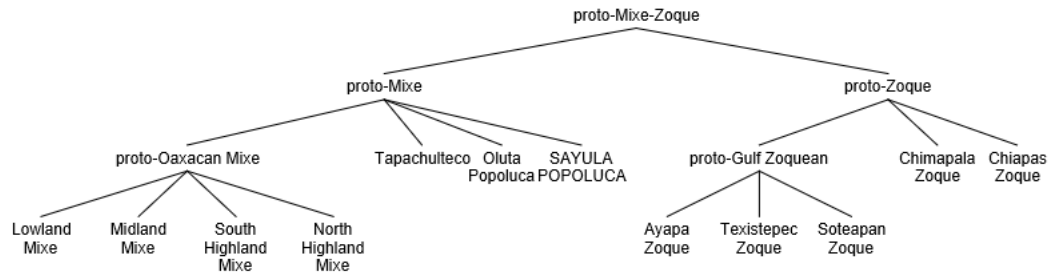 proto-Mixe-Zoque
proto-Mixe
proto-Zoque
proto-Oaxacan Mixe
Tapachulteco
Oluta
Popoluca
SAYULA
POPOLUCA
proto-Gulf Zoquean
Chimapala
Zoque
Chiapas
Zoque
Lowland
Mixe
Midland
Mixe
South
Highland
Mixe
North
Highland
Mixe
Ayapa
Zoque
Texistepec
Zoque
Soteapan
Zoque